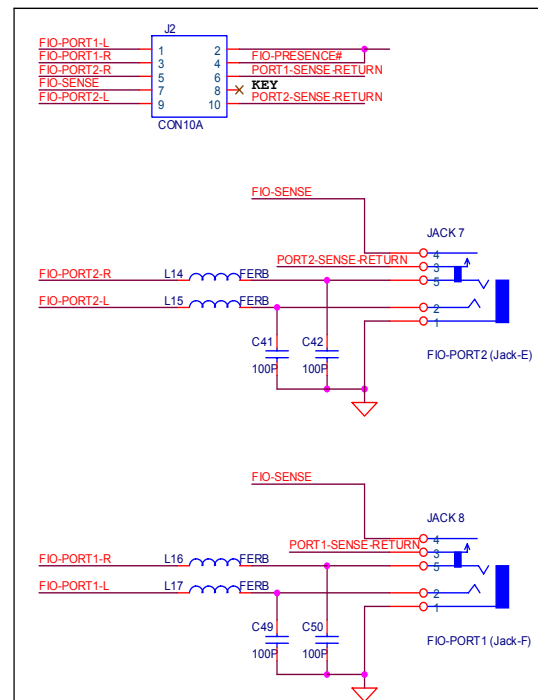 J2
FIO-PORT1-L 1 2
FIO-PORT1-R 3 4 FIO-PRESENCE#
FIO-PORT2-R 5 6 PORT1-SENSE-RETURN
FIO-SENSE 7 8 KEY
FIO-PORT2-L 9 10 PORT2-SENSE-RETURN
CON10A
FIO-SENSE
JACK 7
4
PORT2-SENSE-RETURN 3
FIO-PORT2-R L14 FERB 5
FIO-PORT2-L L15 FERB 2
1
C41 C42
100P 100P
FIO-PORT2 (Jack-E)
FIO-SENSE
JACK 8
4
PORT1-SENSE-RETURN 3
FIO-PORT1-R L16 FERB 5
FIO-PORT1-L L17 FERB 2
1
C49 C50
100P 100P
FIO-PORT1 (Jack-F)